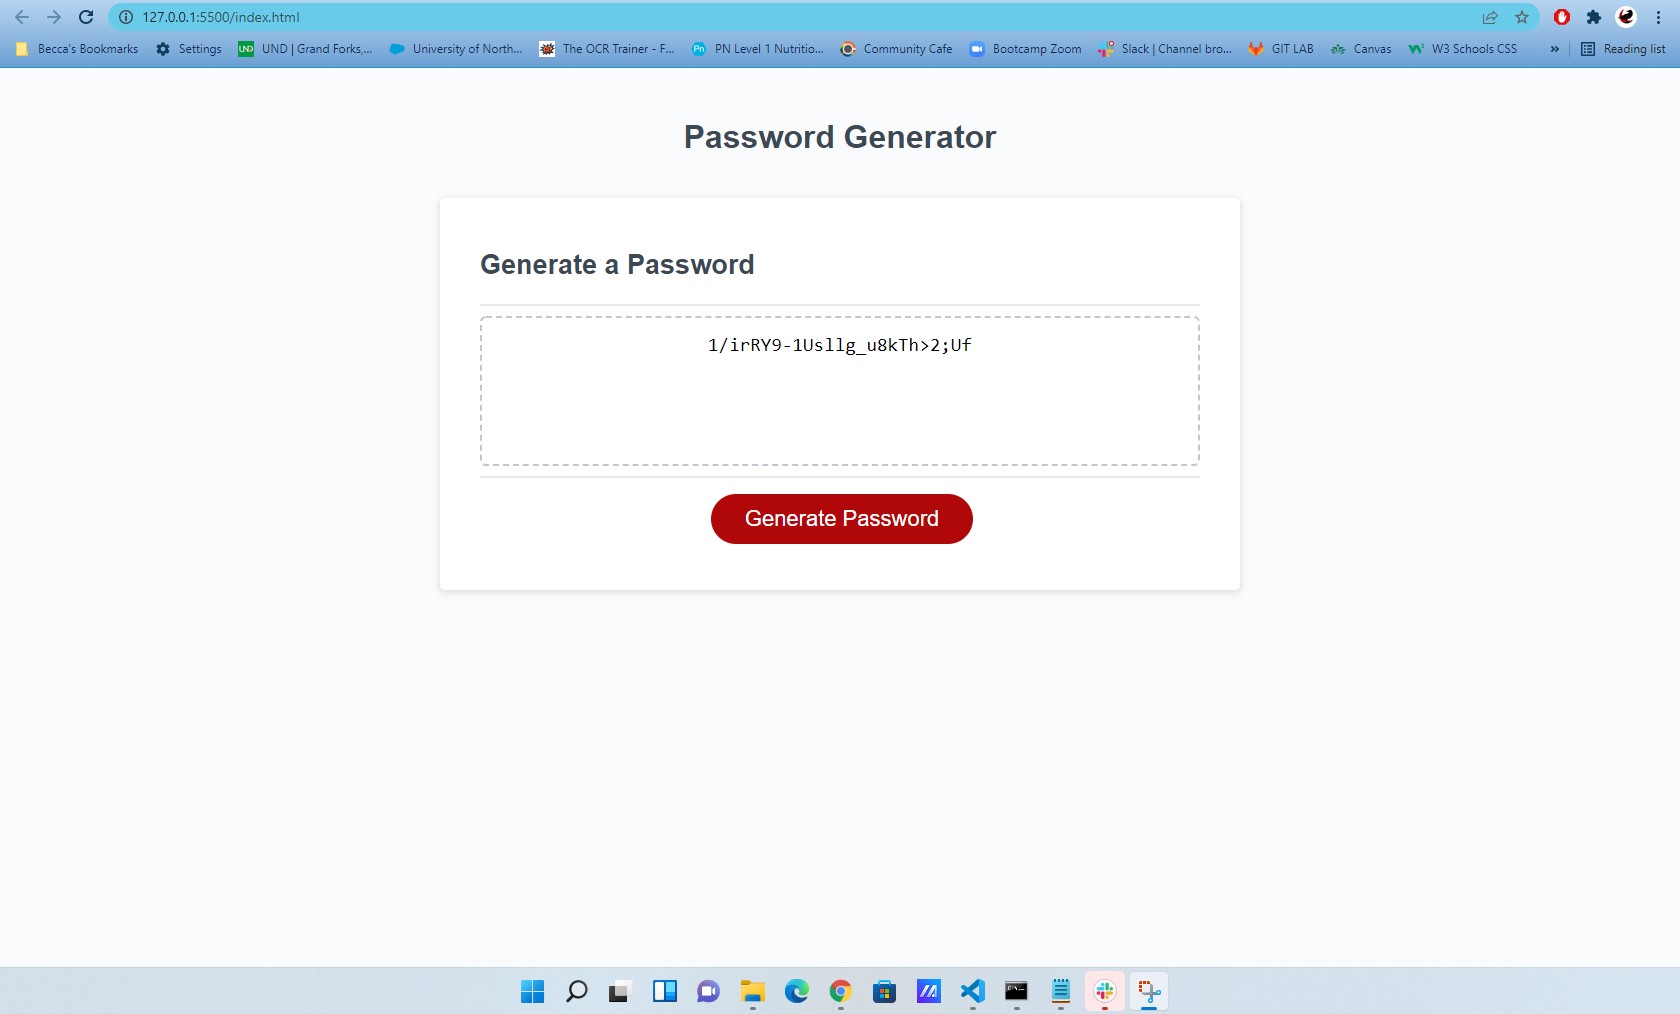 127.0.0.1:5500/index.html
Becca's Bookmarks Settings UND UND | Grand Forks,... University of North... The OCR Trainer - F... Pn PN Level 1 Nutritio... Community Cafe Bootcamp Zoom Slack | Channel bro... GIT LAB Canvas W3 Schools CSS » Reading list
Password Generator
Generate a Password
1/irRY9-1Usllg_u8kTh>2;Uf
Generate Password